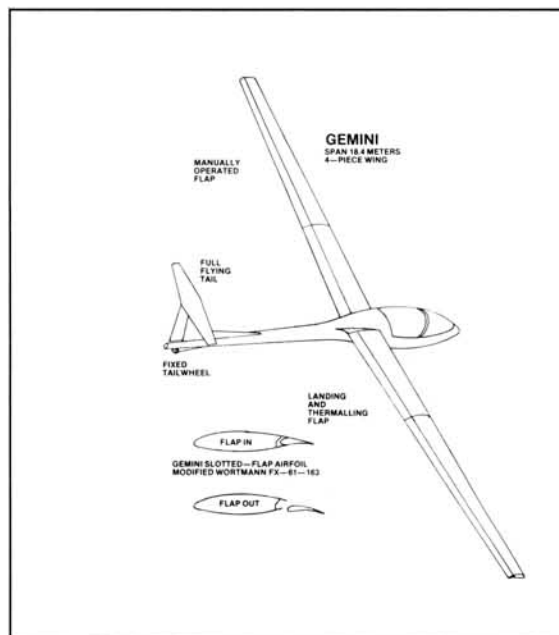 GEMINI
SPAN 18.4 METERS
4—PIECE WING
MANUALLY
OPERATED
FLAP
FULL
FLYING
TAIL
FIXED
TAILWHEEL
LANDING
AND
THERMALLING
FLAP
FLAP IN
GEMINI SLOTTED—FLAP AIRFOIL
MODIFIED WORTMANN FX—61—163
FLAP OUT